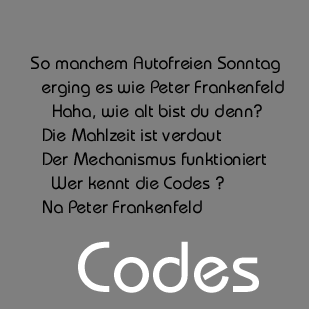 So manchem Autofreien Sonntag
erging es wie Peter Frankenfeld
Haha, wie alt bist du denn?
Die Mahlzeit ist verdaut
Der Mechanismus funktioniert
Wer kennt die Codes ?
Na Peter Frankenfeld
Codes